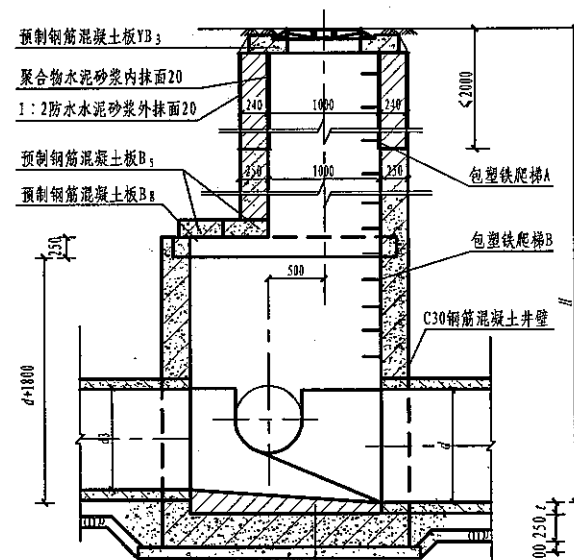 预制钢筋混凝土板YB3
聚合物水泥砂浆内抹面20
1：2防水水泥砂浆外抹面20
预制钢筋混凝土板B5
预制钢筋混凝土板B8
240
1000
240
≤2000
250
1000
250
包塑铁爬梯A
包塑铁爬梯B
C30钢筋混凝土井壁
250
500
d+1800
H
d3
d
t
250
00